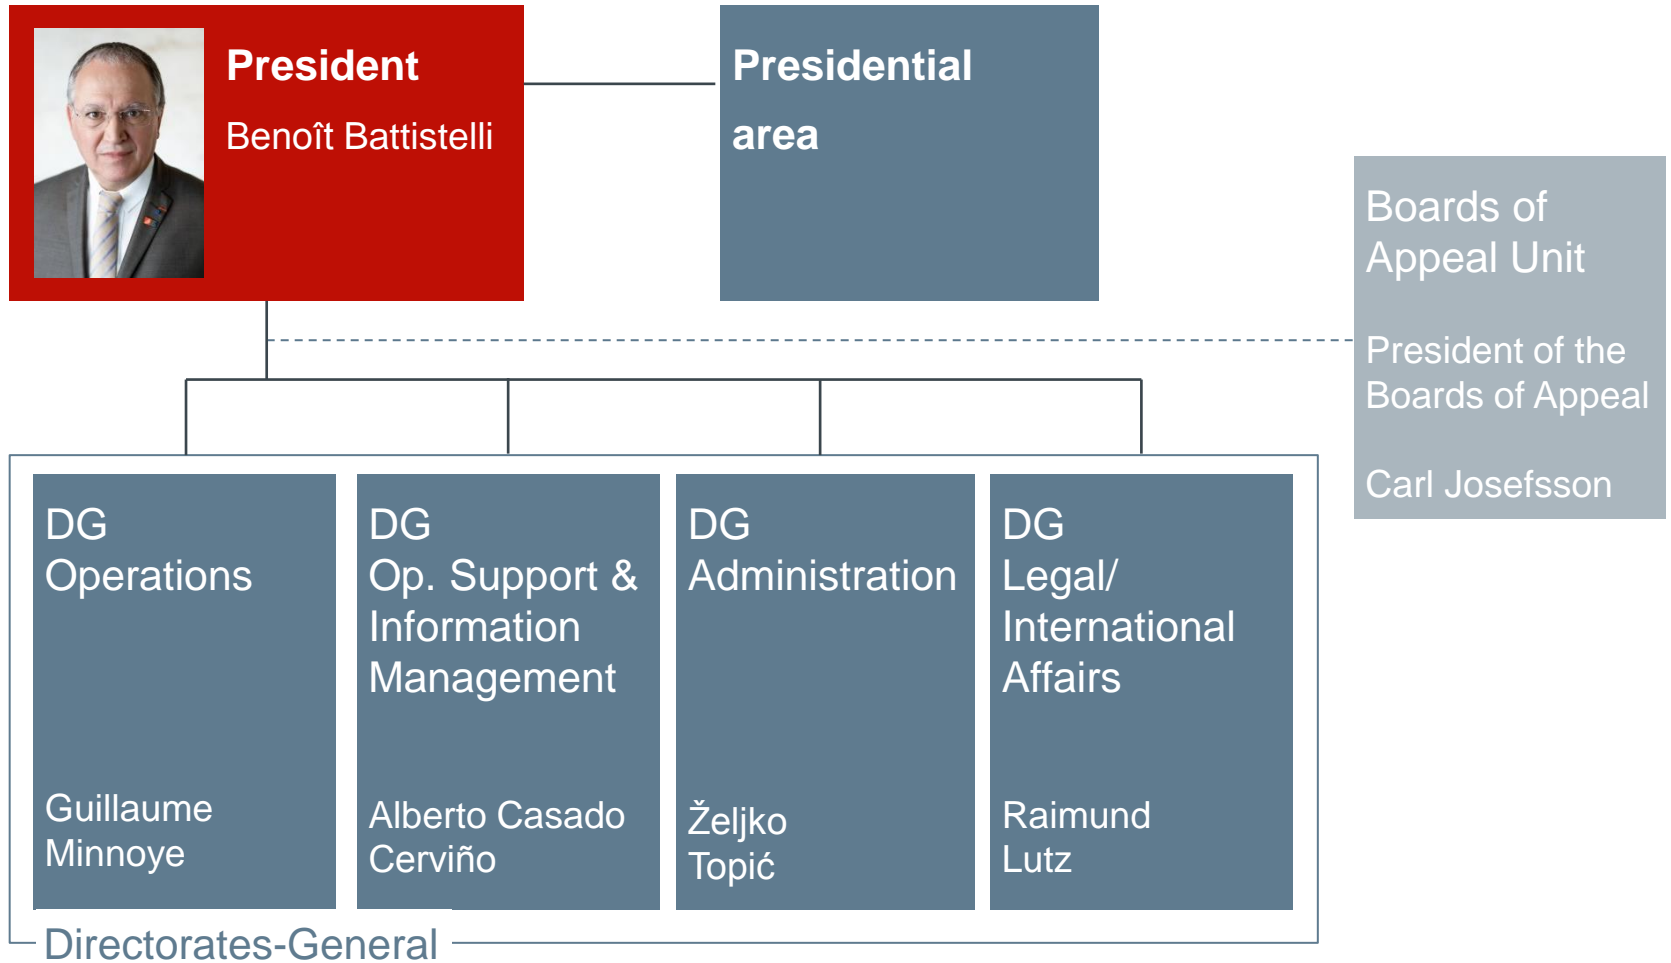 President
Benoît Battistelli
Presidential
area
Boards of
Appeal Unit
President of the
Boards of Appeal
Carl Josefsson
DG
Operations
Guillaume
Minnoye
DG
Op. Support &
Information
Management
Alberto Casado
Cerviño
DG
Administration
Željko
Topić
DG
Legal/
International
Affairs
Raimund
Lutz
Directorates-General